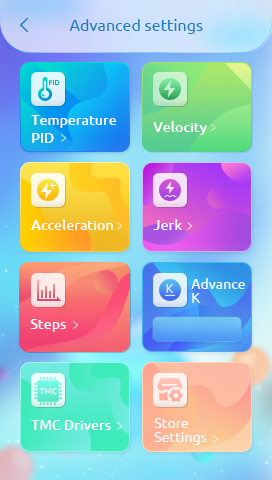 Advanced settings
PID
Temperature
PID
Velocity
Acceleration
Jerk
Steps
K
Advance
K
TMC
TMC Drivers
Store
Settings